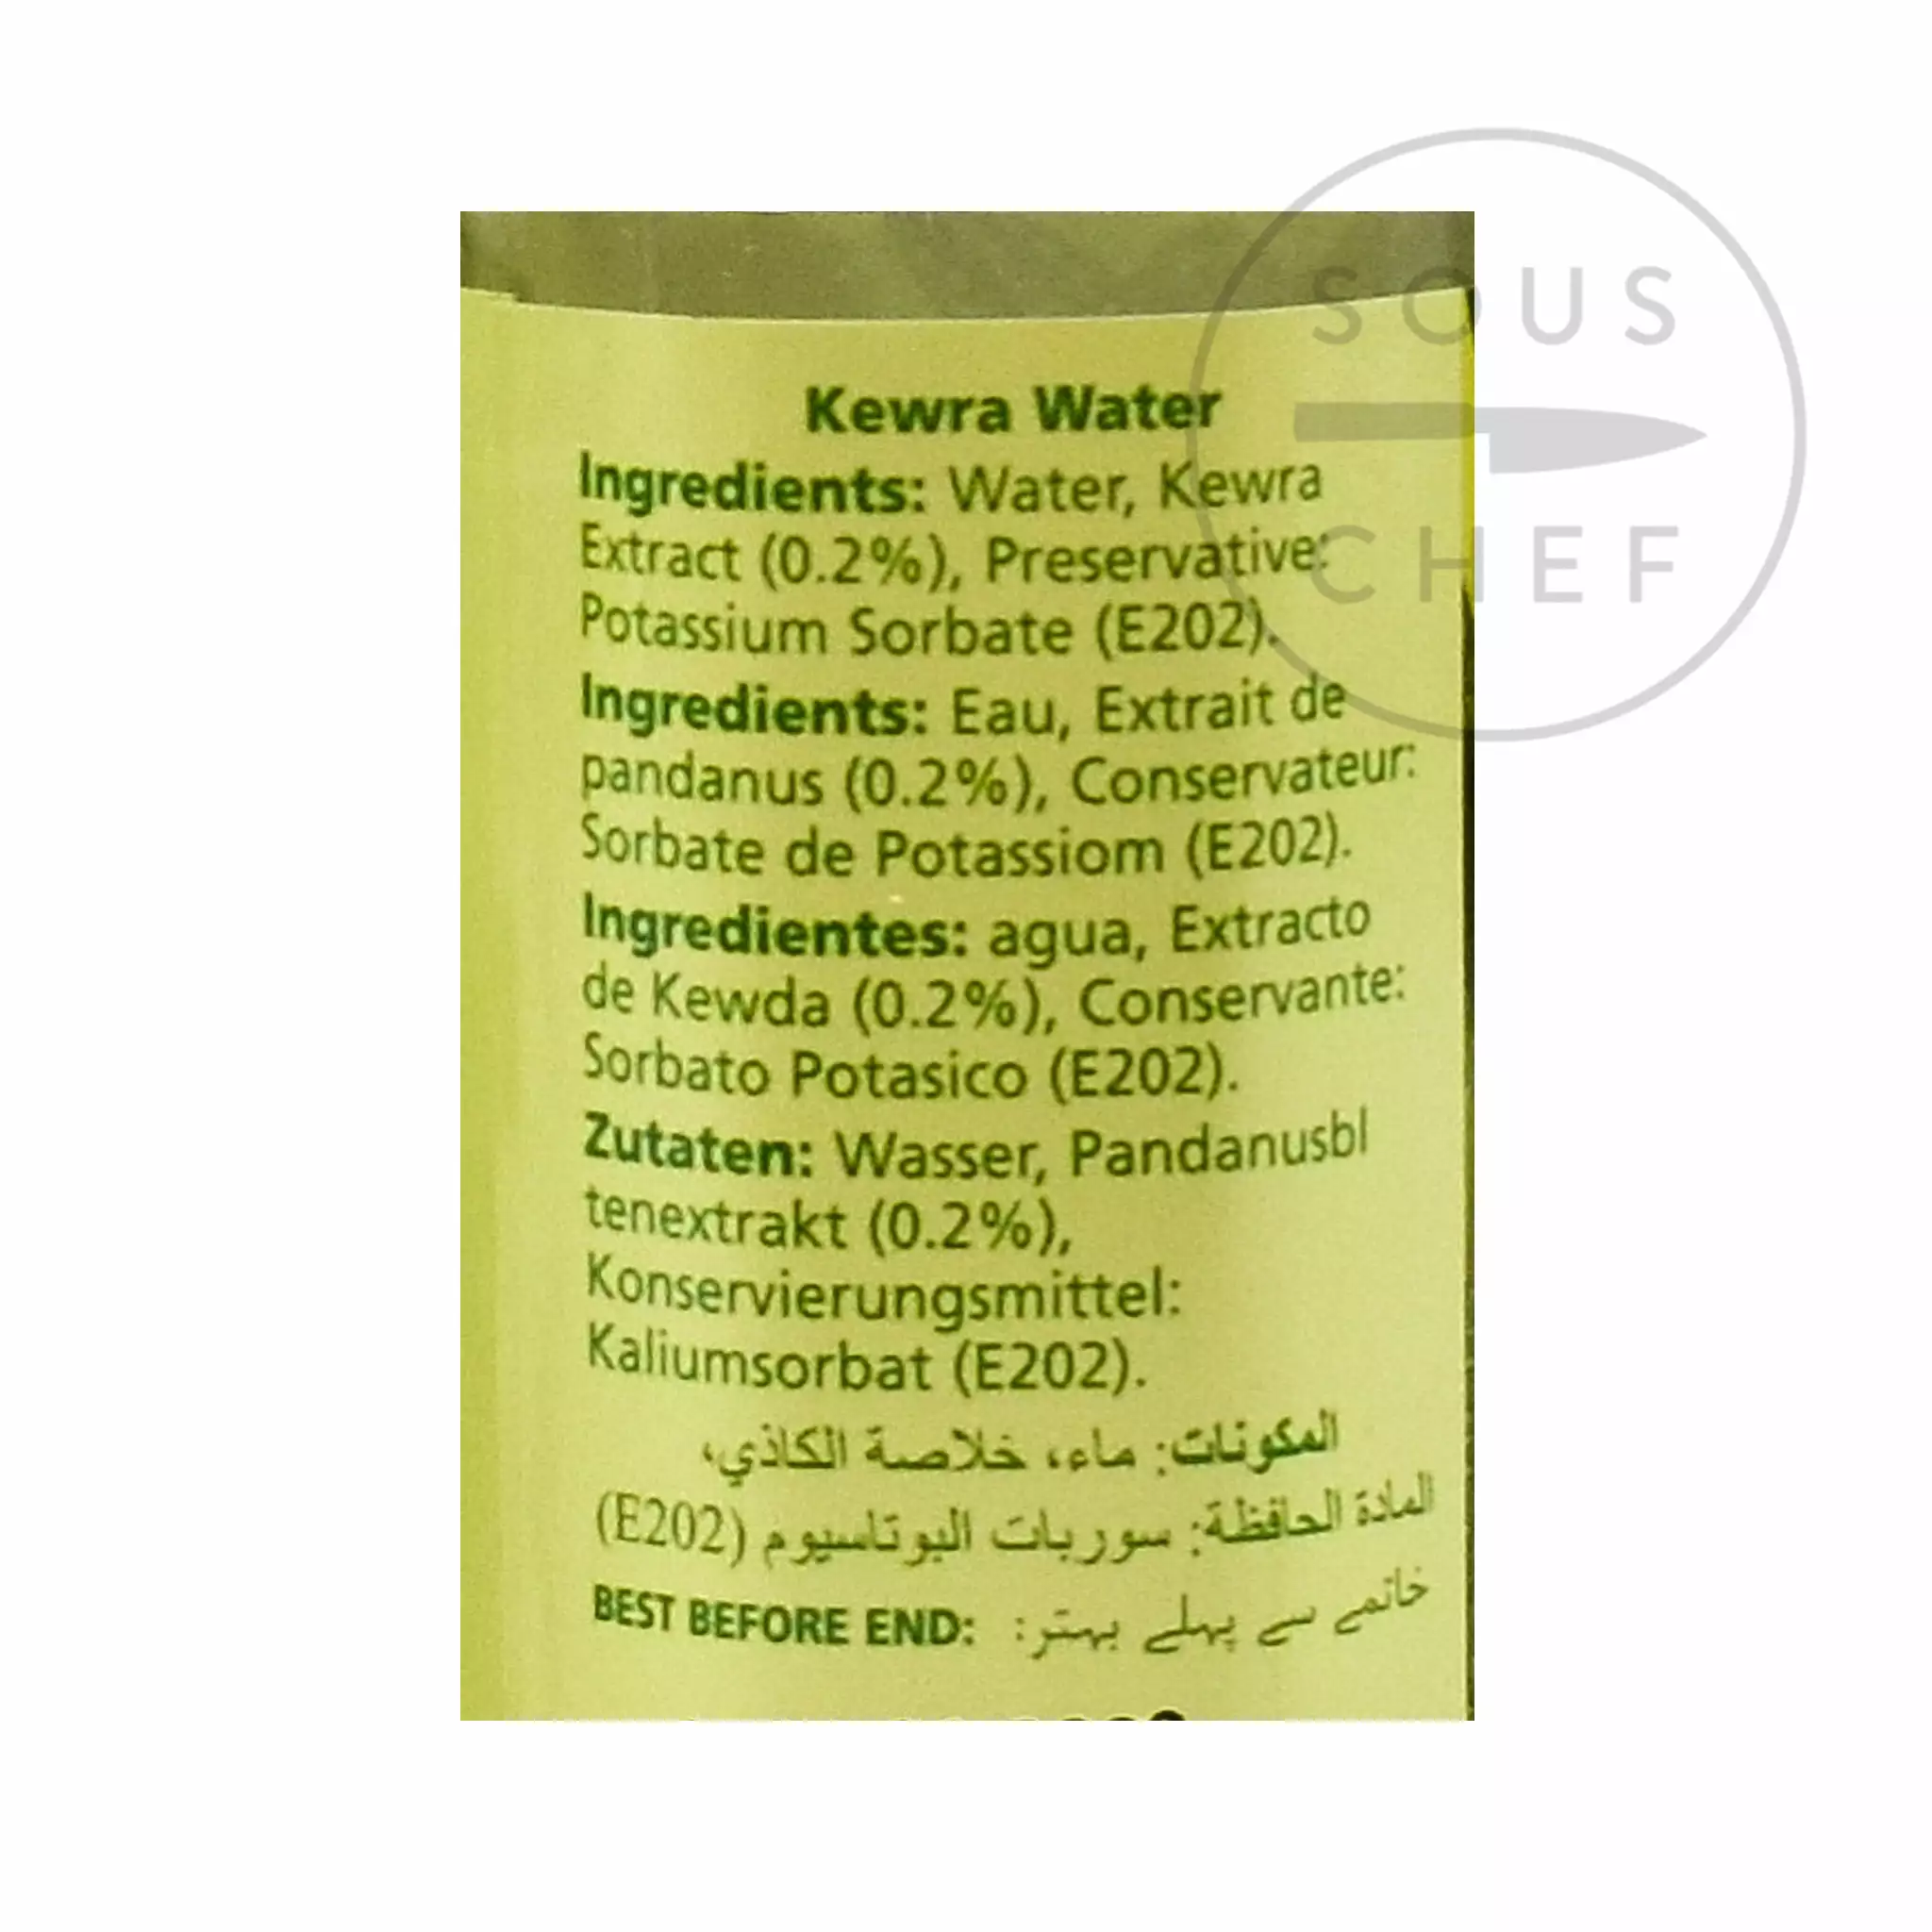 SOUS
CHEF
Kewra Water
Ingredients: Water, Kewra
Extract (0.2%), Preservative:
Potassium Sorbate (E202).
Ingredients: Eau, Extrait de
pandanus (0.2%), Conservateur:
Sorbate de Potassiom (E202).
Ingredientes: agua, Extracto
de Kewda (0.2%), Conservante:
Sorbato Potasico (E202).
Zutaten: Wasser, Pandanusbl
tenextrakt (0.2%),
Konservierungsmittel:
Kaliumsorbat (E202).
المكونات: ماء، خلاصة الكاذي،
المادة الحافظة: سوربات البوتاسيوم (E202)
BEST BEFORE END: خاتمے سے پہلے بہتر: